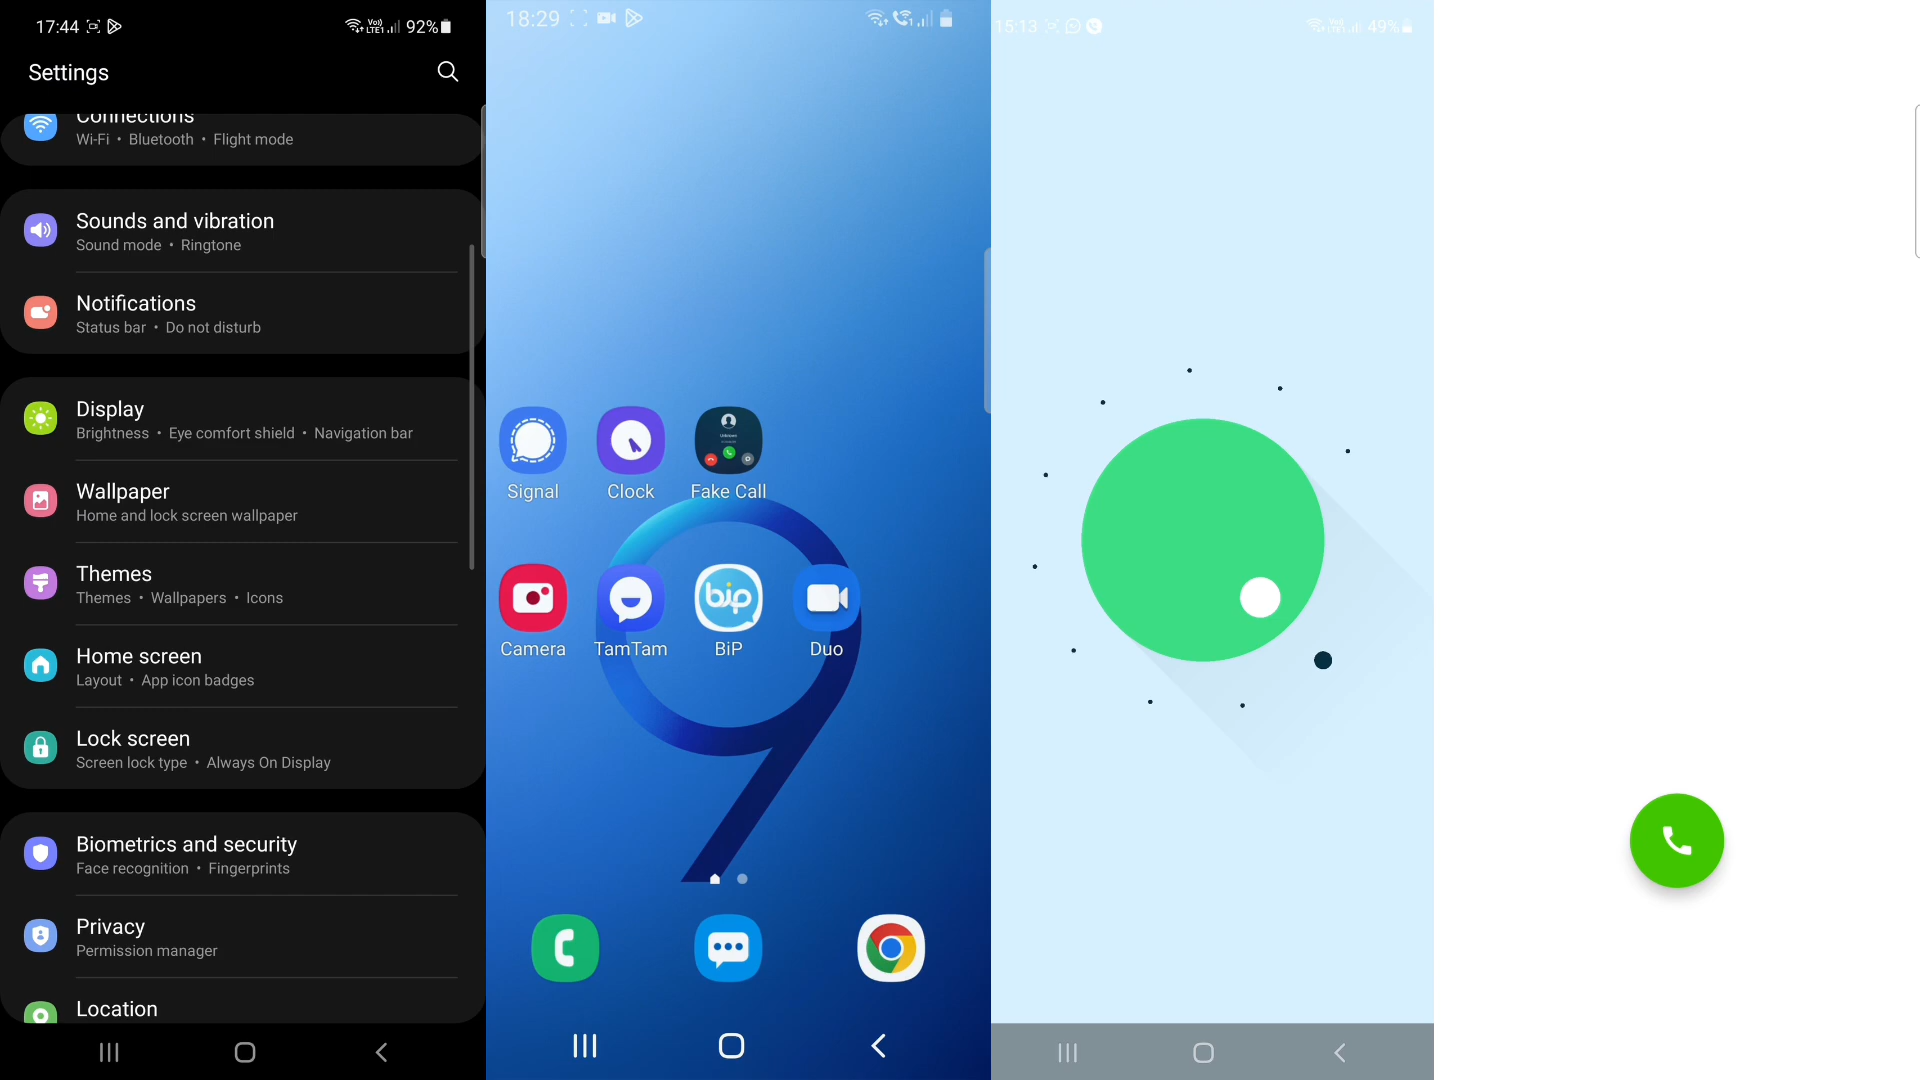 17:44
Vo))
LTE1
92%
Settings
Connections
Wi-Fi • Bluetooth • Flight mode
Sounds and vibration
Sound mode • Ringtone
Notifications
Status bar • Do not disturb
Display
Brightness • Eye comfort shield • Navigation bar
Wallpaper
Home and lock screen wallpaper
Themes
Themes • Wallpapers • Icons
Home screen
Layout • App icon badges
Lock screen
Screen lock type • Always On Display
Biometrics and security
Face recognition • Fingerprints
Privacy
Permission manager
Location
18:29
Signal
Clock
Fake Call
bip
Camera
TamTam
BiP
Duo
15:13
49%